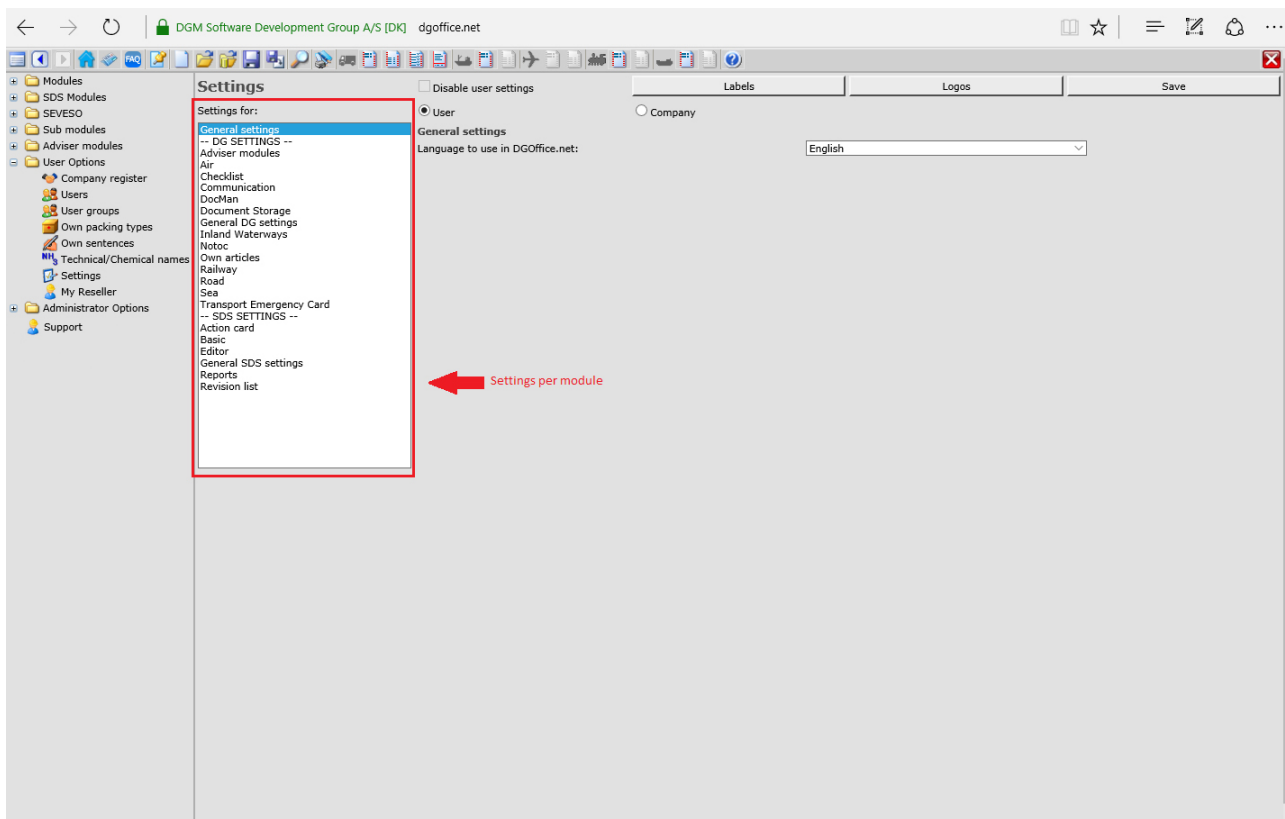 DGM Software Development Group A/S [DK] dgoffice.net
FAQ
Modules
SDS Modules
SEVESO
Sub modules
Adviser modules
User Options
Company register
Users
User groups
Own packing types
Own sentences
NH3 Technical/Chemical names
Settings
My Reseller
Administrator Options
Support
Settings
Settings for:
General settings
-- DG SETTINGS --
Adviser modules
Air
Checklist
Communication
DocMan
Document Storage
General DG settings
Inland Waterways
Notoc
Own articles
Railway
Road
Sea
Transport Emergency Card
-- SDS SETTINGS --
Action card
Basic
Editor
General SDS settings
Reports
Revision list
Disable user settings
Labels
Logos
Save
User
Company
General settings
Language to use in DGOffice.net:
English
Settings per module